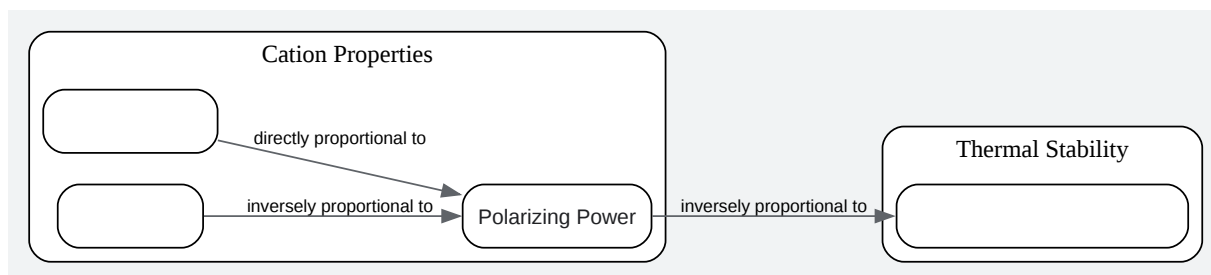 Cation Properties
directly proportional to
inversely proportional to
Polarizing Power
inversely proportional to
Thermal Stability